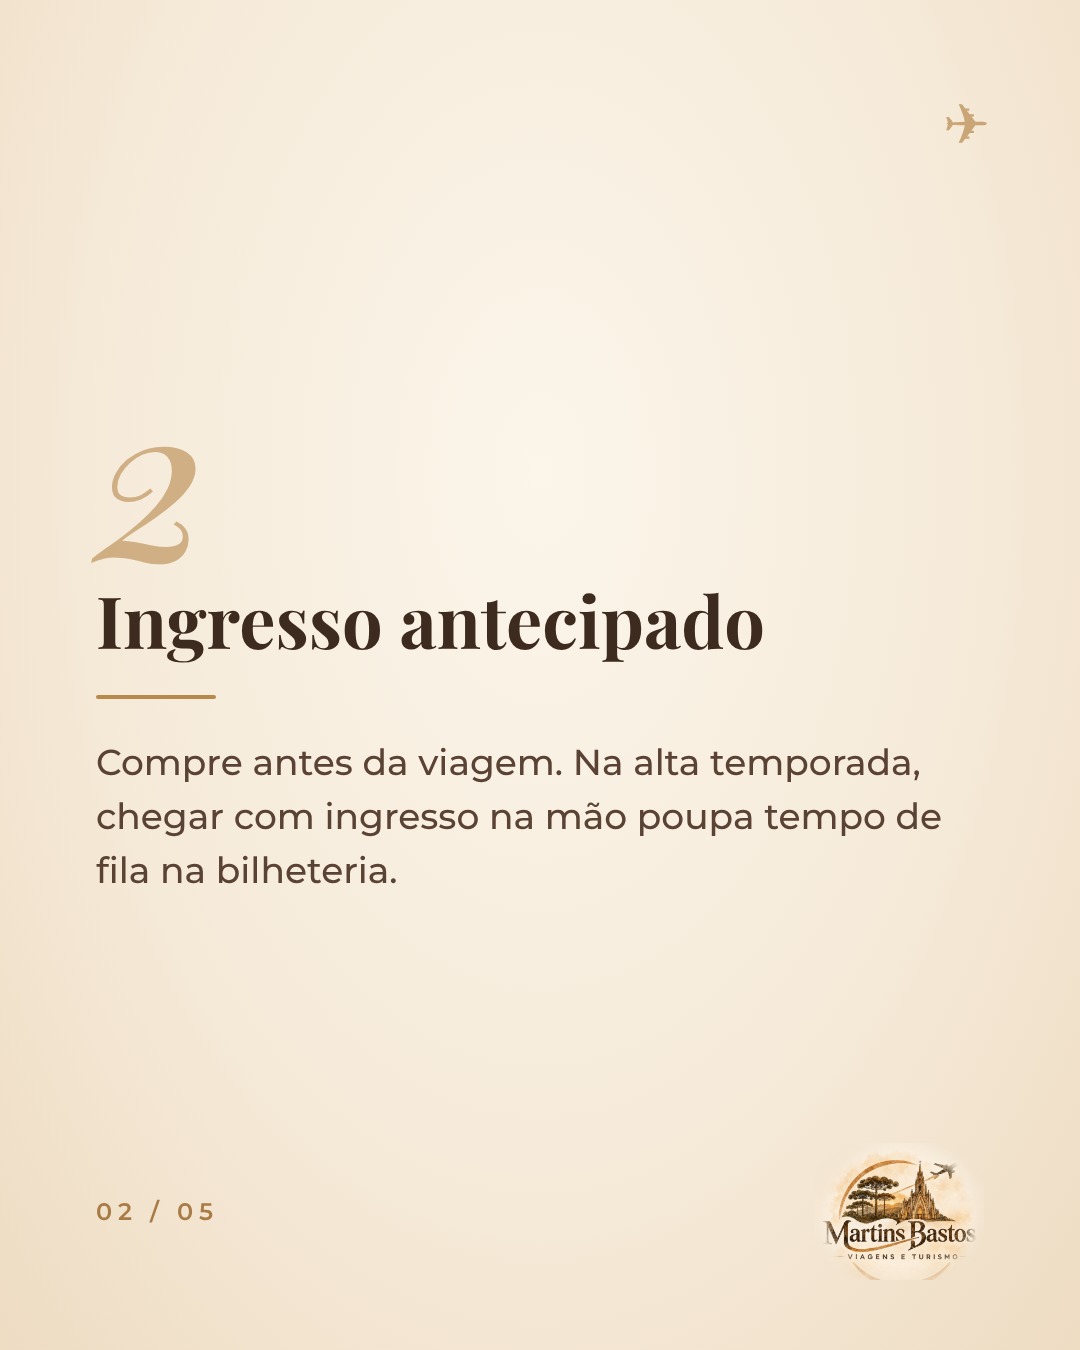 2
Ingresso antecipado
Compre antes da viagem. Na alta temporada,
chegar com ingresso na mão poupa tempo de
fila na bilheteria.
02 / 05
Martins Bastos
VIAGENS E TURISMO